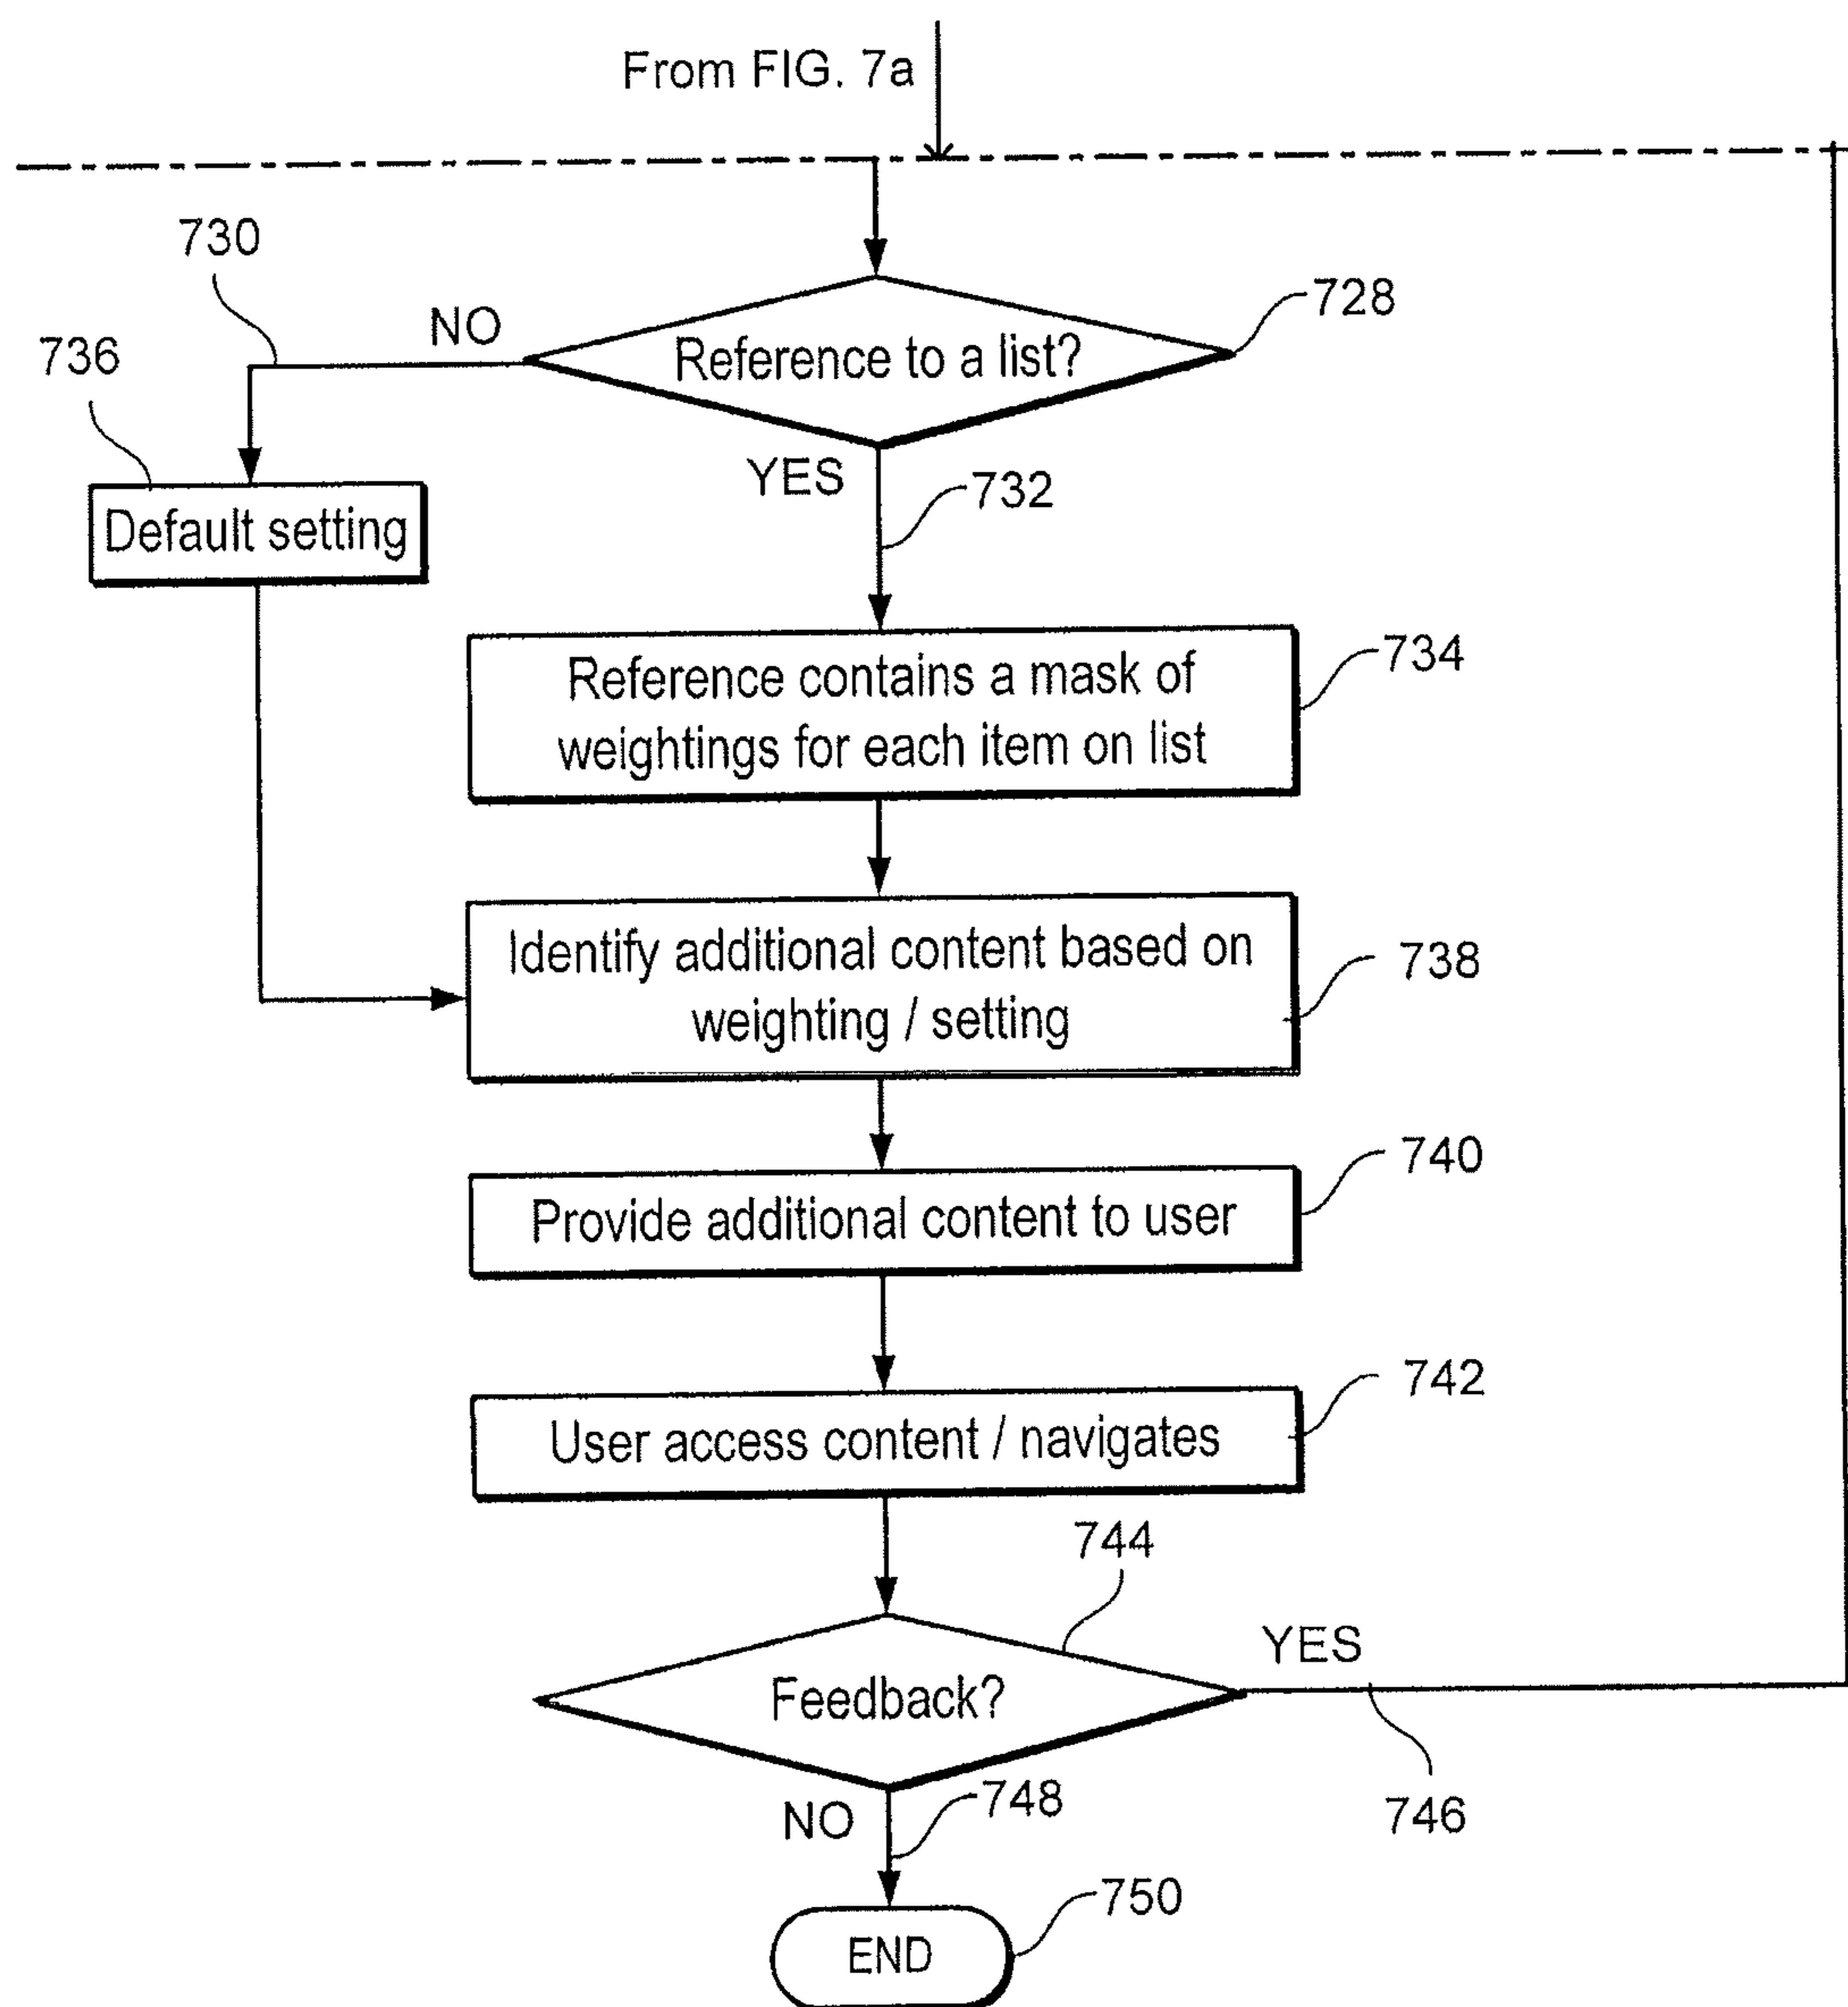 From FIG. 7a
730
NO
728
736
Reference to a list?
YES
732
Default setting
734
Reference contains a mask of
weightings for each item on list
Identify additional content based on
738
weighting / setting
740
Provide additional content to user
742
User access content / navigates
744
YES
Feedback?
746
NO
748
750
END